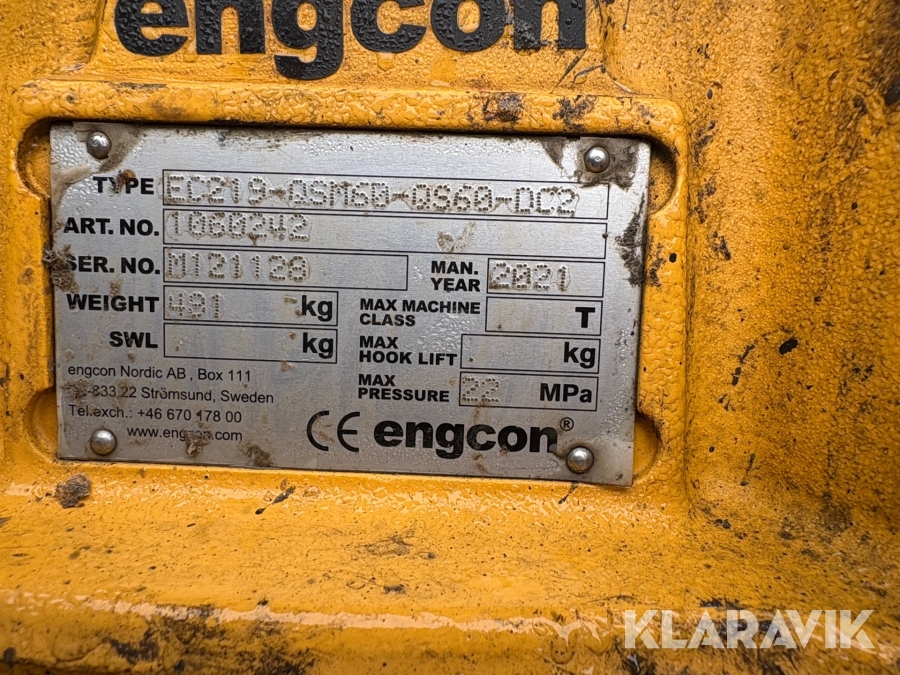 engcon
TYPE EC219-QSM60-QS60-DC2
ART. NO. 1060242
SER. NO. M121128 MAN. YEAR 2021
WEIGHT 491 kg MAX MACHINE CLASS T
SWL kg MAX HOOK LIFT kg
engcon Nordic AB , Box 111
833 22 Strömsund, Sweden MAX PRESSURE 22 MPa
Tel.exch.: +46 670 178 00
www.engcon.com CE engcon®
KLARAVIK